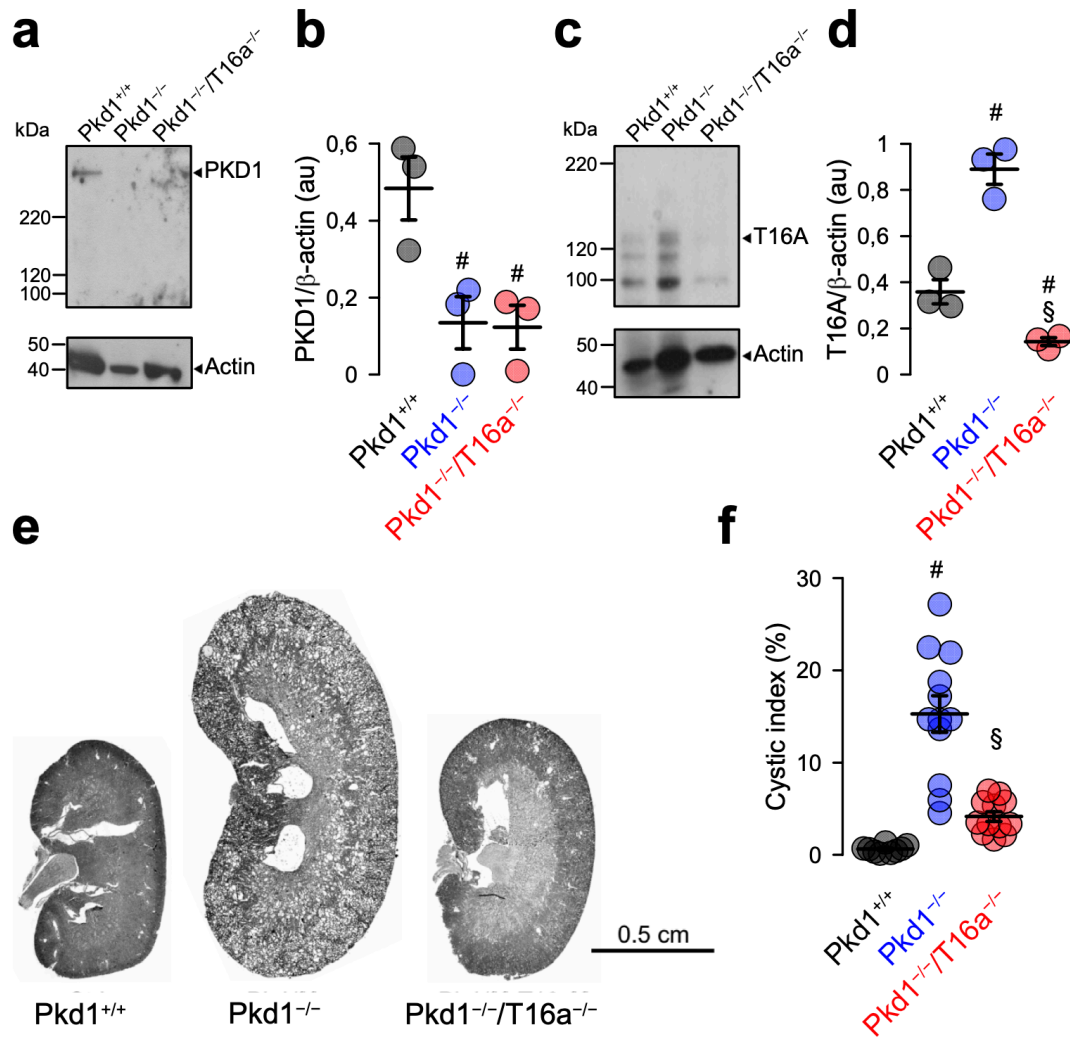 a
Pkd1+/+
Pkd1−/−
Pkd1−/−/T16a−/−
kDa
PKD1
220
120
100
50
40
Actin
b
PKD1/β-actin (au)
0,6
0,4
0,2
0
#
#
Pkd1+/+
Pkd1−/−
Pkd1−/−/T16a−/−
c
Pkd1+/+
Pkd1−/−
Pkd1−/−/T16a−/−
kDa
220
T16A
120
100
50
40
Actin
d
T16A/β-actin (au)
1
0,8
0,6
0,4
0,2
0
#
#
§
Pkd1+/+
Pkd1−/−
Pkd1−/−/T16a−/−
e
0.5 cm
Pkd1+/+
Pkd1−/−
Pkd1−/−/T16a−/−
f
Cystic index (%)
30
20
10
0
#
§
Pkd1+/+
Pkd1−/−
Pkd1−/−/T16a−/−